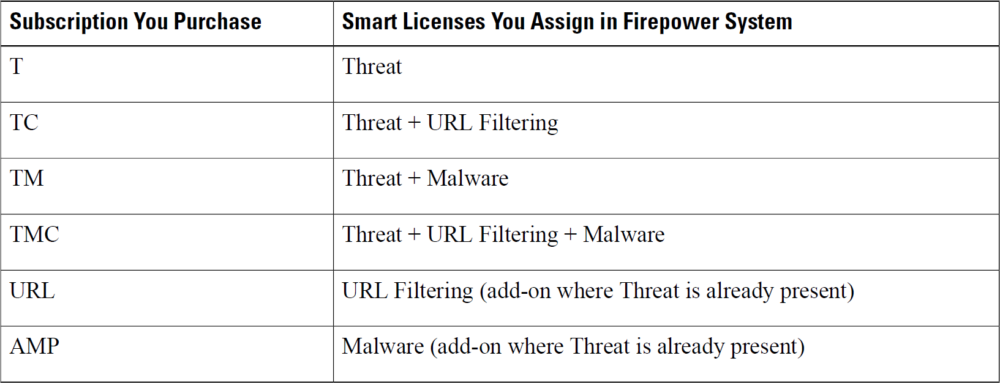 Subscription You Purchase Smart Licenses You Assign in Firepower System
T Threat
TC Threat + URL Filtering
TM Threat + Malware
TMC Threat + URL Filtering + Malware
URL URL Filtering (add-on where Threat is already present)
AMP Malware (add-on where Threat is already present)